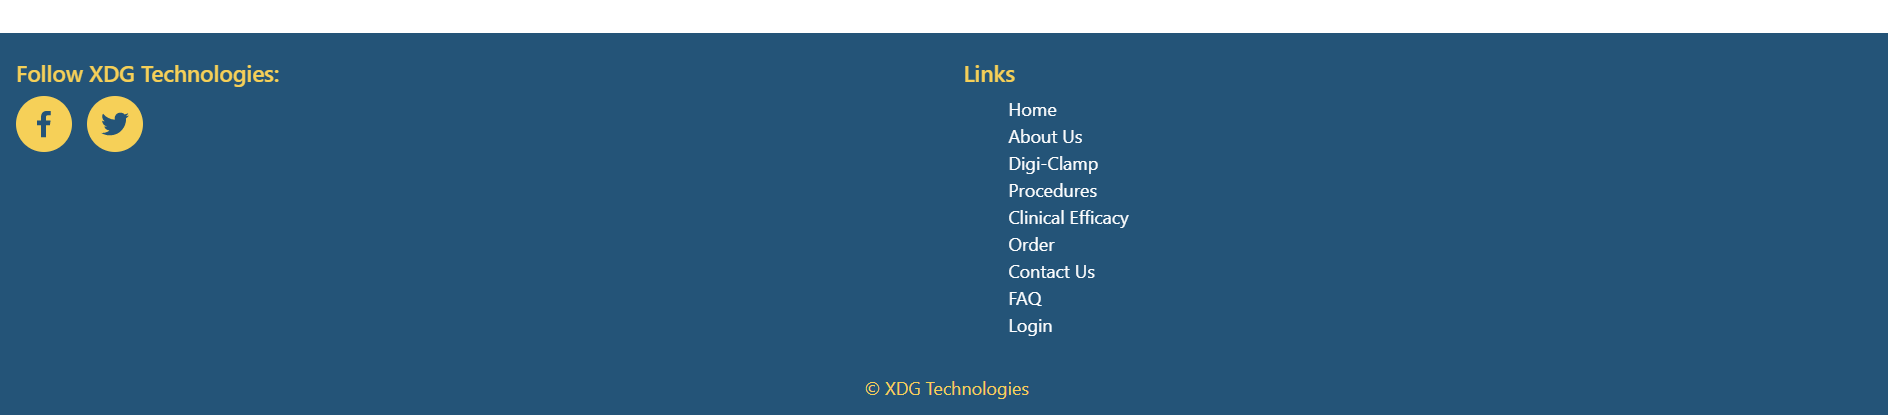 Follow XDG Technologies:
Links
Home
About Us
Digi-Clamp
Procedures
Clinical Efficacy
Order
Contact Us
FAQ
Login
© XDG Technologies